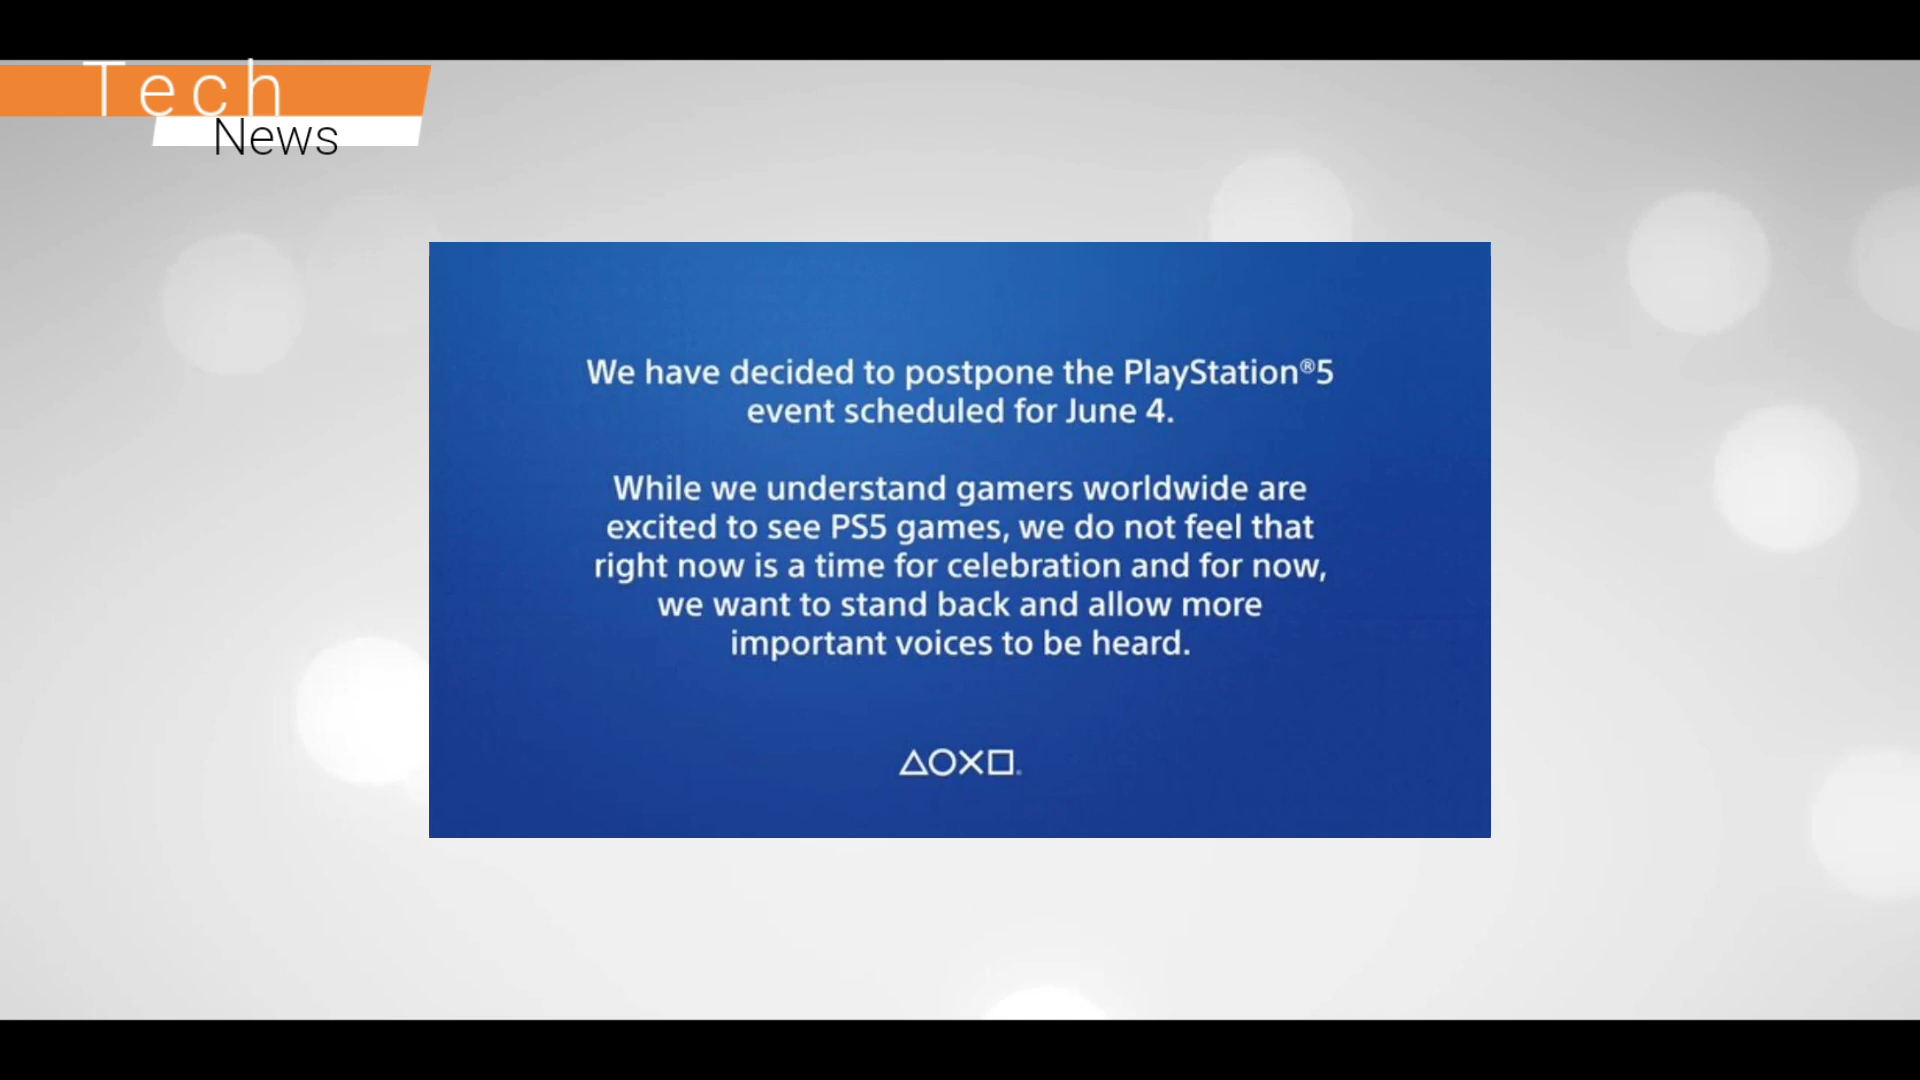 Tech
News
We have decided to postpone the PlayStation®5
event scheduled for June 4.
While we understand gamers worldwide are
excited to see PS5 games, we do not feel that
right now is a time for celebration and for now,
we want to stand back and allow more
important voices to be heard.